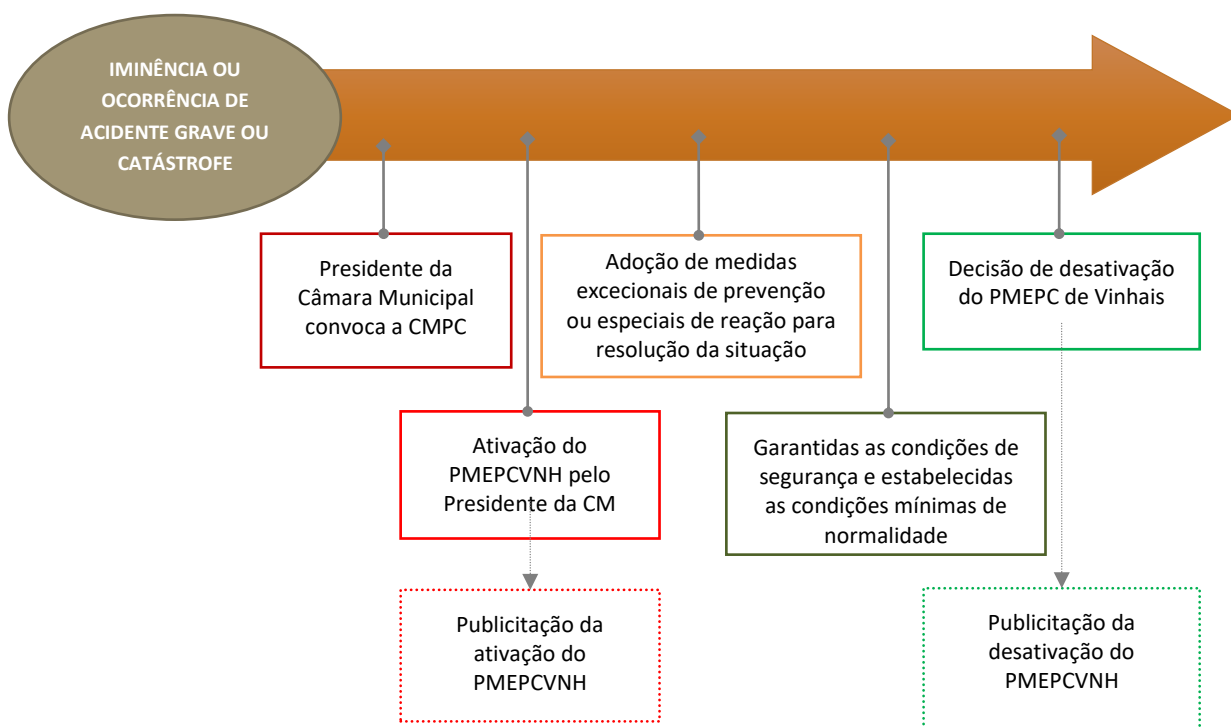 IMINÊNCIA OU
OCORRÊNCIA DE
ACIDENTE GRAVE OU
CATÁSTROFE
Presidente da
Câmara Municipal
convoca a CMPC
Ativação do
PMEPCVNH pelo
Presidente da CM
Publicitação da
ativação do
PMEPCVNH
Adoção de medidas
excecionais de prevenção
ou especiais de reação para
resolução da situação
Garantidas as condições de
segurança e estabelecidas
as condições mínimas de
normalidade
Decisão de desativação
do PMEPC de Vinhais
Publicitação da
desativação do
PMEPCVNH